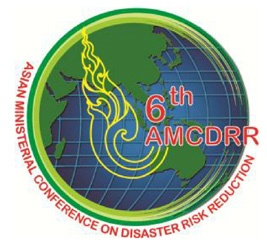 6th
AMCDRR
ASIAN MINISTERIAL CONFERENCE ON DISASTER RISK REDUCTION